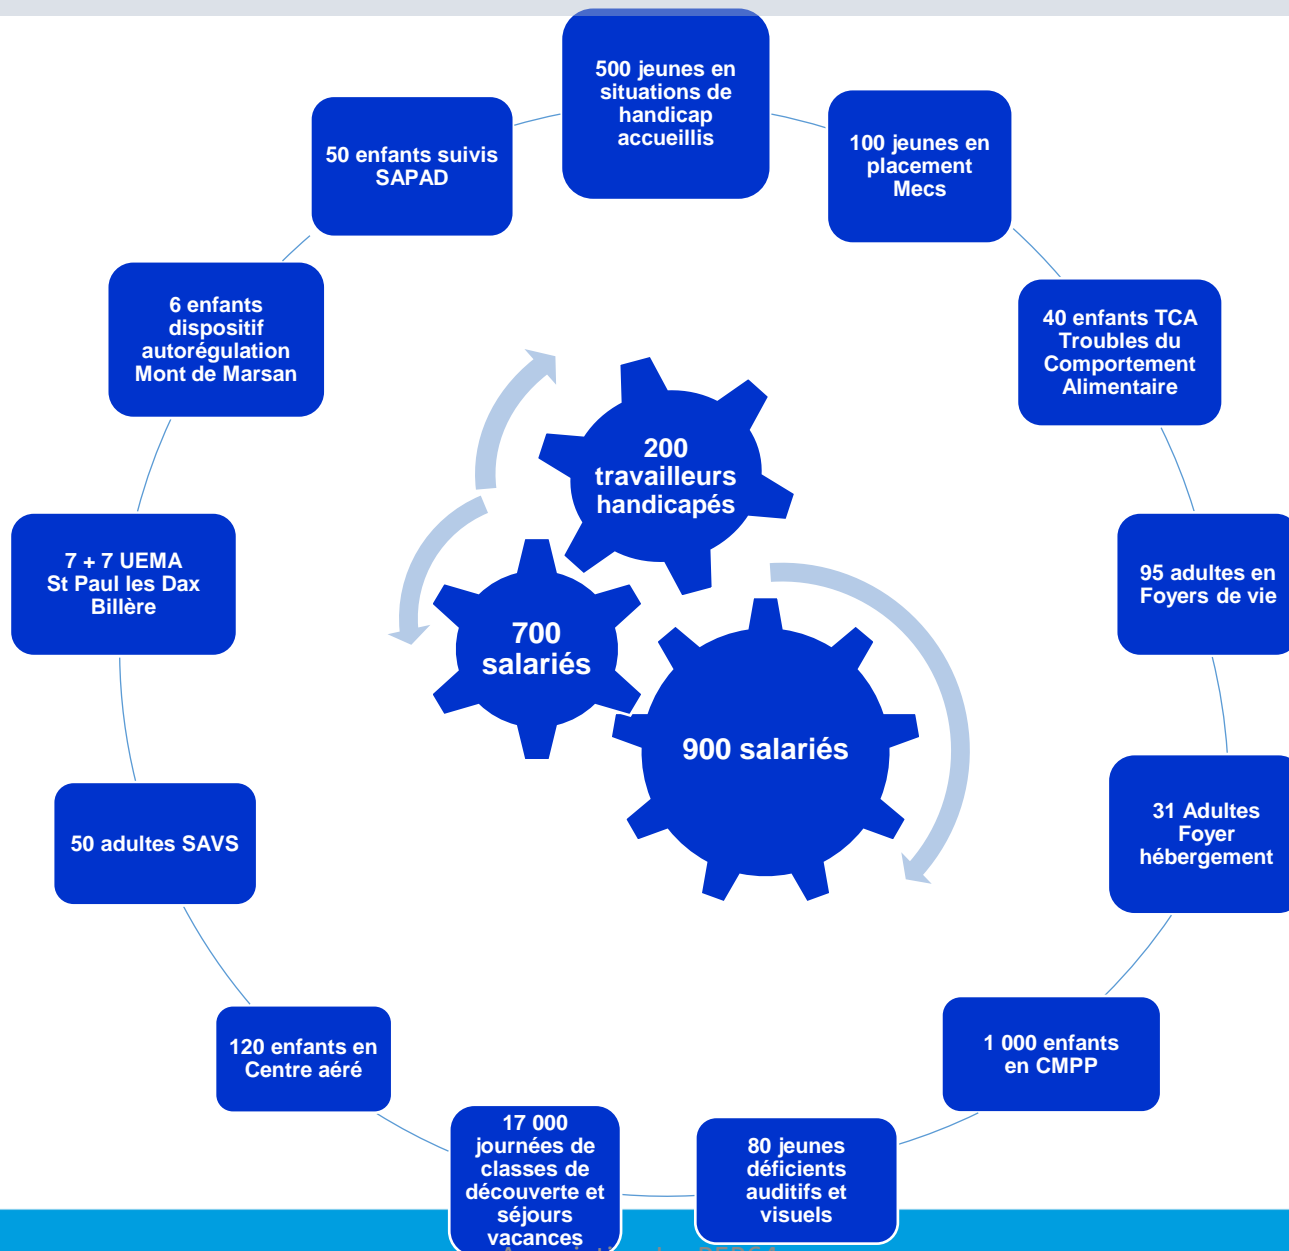 500 jeunes en
situations de
handicap
accueillis
100 jeunes en
placement
Mecs
40 enfants TCA
Troubles du
Comportement
Alimentaire
95 adultes en
Foyers de vie
31 Adultes
Foyer
hébergement
1 000 enfants
en CMPP
80 jeunes
déficients
auditifs et
visuels
17 000
journées de
classes de
découverte et
séjours
vacances
120 enfants en
Centre aéré
50 adultes SAVS
7 + 7 UEMA
St Paul les Dax
Billère
6 enfants
dispositif
autorégulation
Mont de Marsan
50 enfants suivis
SAPAD
200
travailleurs
handicapés
700
salariés
900 salariés